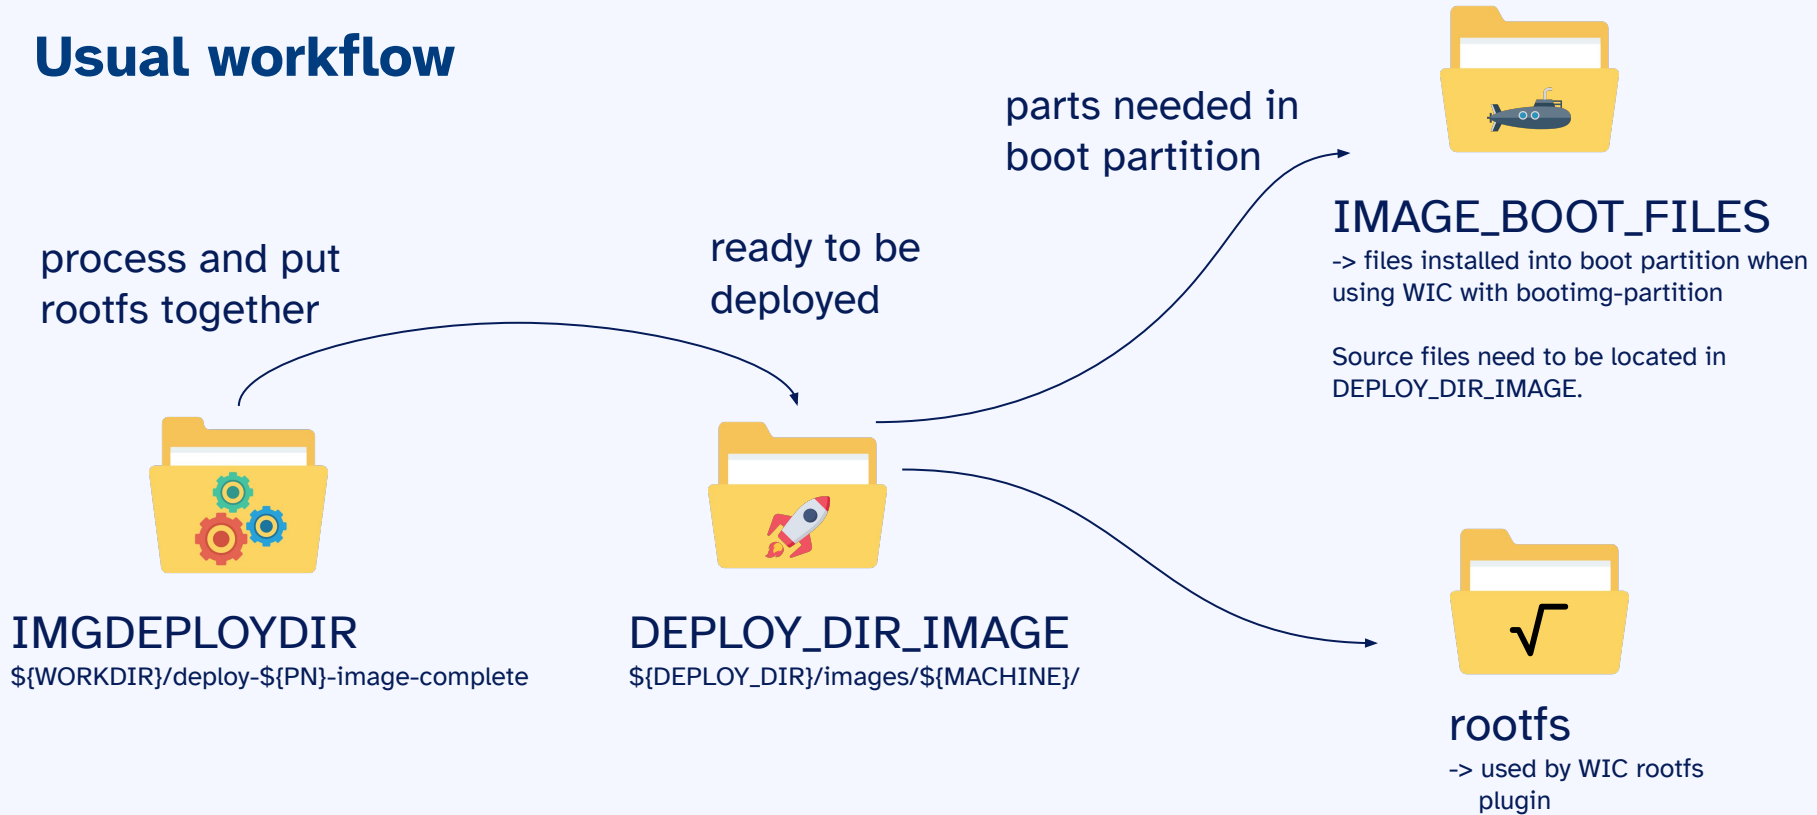 Usual workflow
process and put
rootfs together
ready to be
deployed
parts needed in
boot partition
IMGDEPLOYDIR
${WORKDIR}/deploy-${PN}-image-complete
DEPLOY_DIR_IMAGE
${DEPLOY_DIR}/images/${MACHINE}/
IMAGE_BOOT_FILES
-> files installed into boot partition when
using WIC with bootimg-partition
Source files need to be located in
DEPLOY_DIR_IMAGE.
√
rootfs
-> used by WIC rootfs
plugin